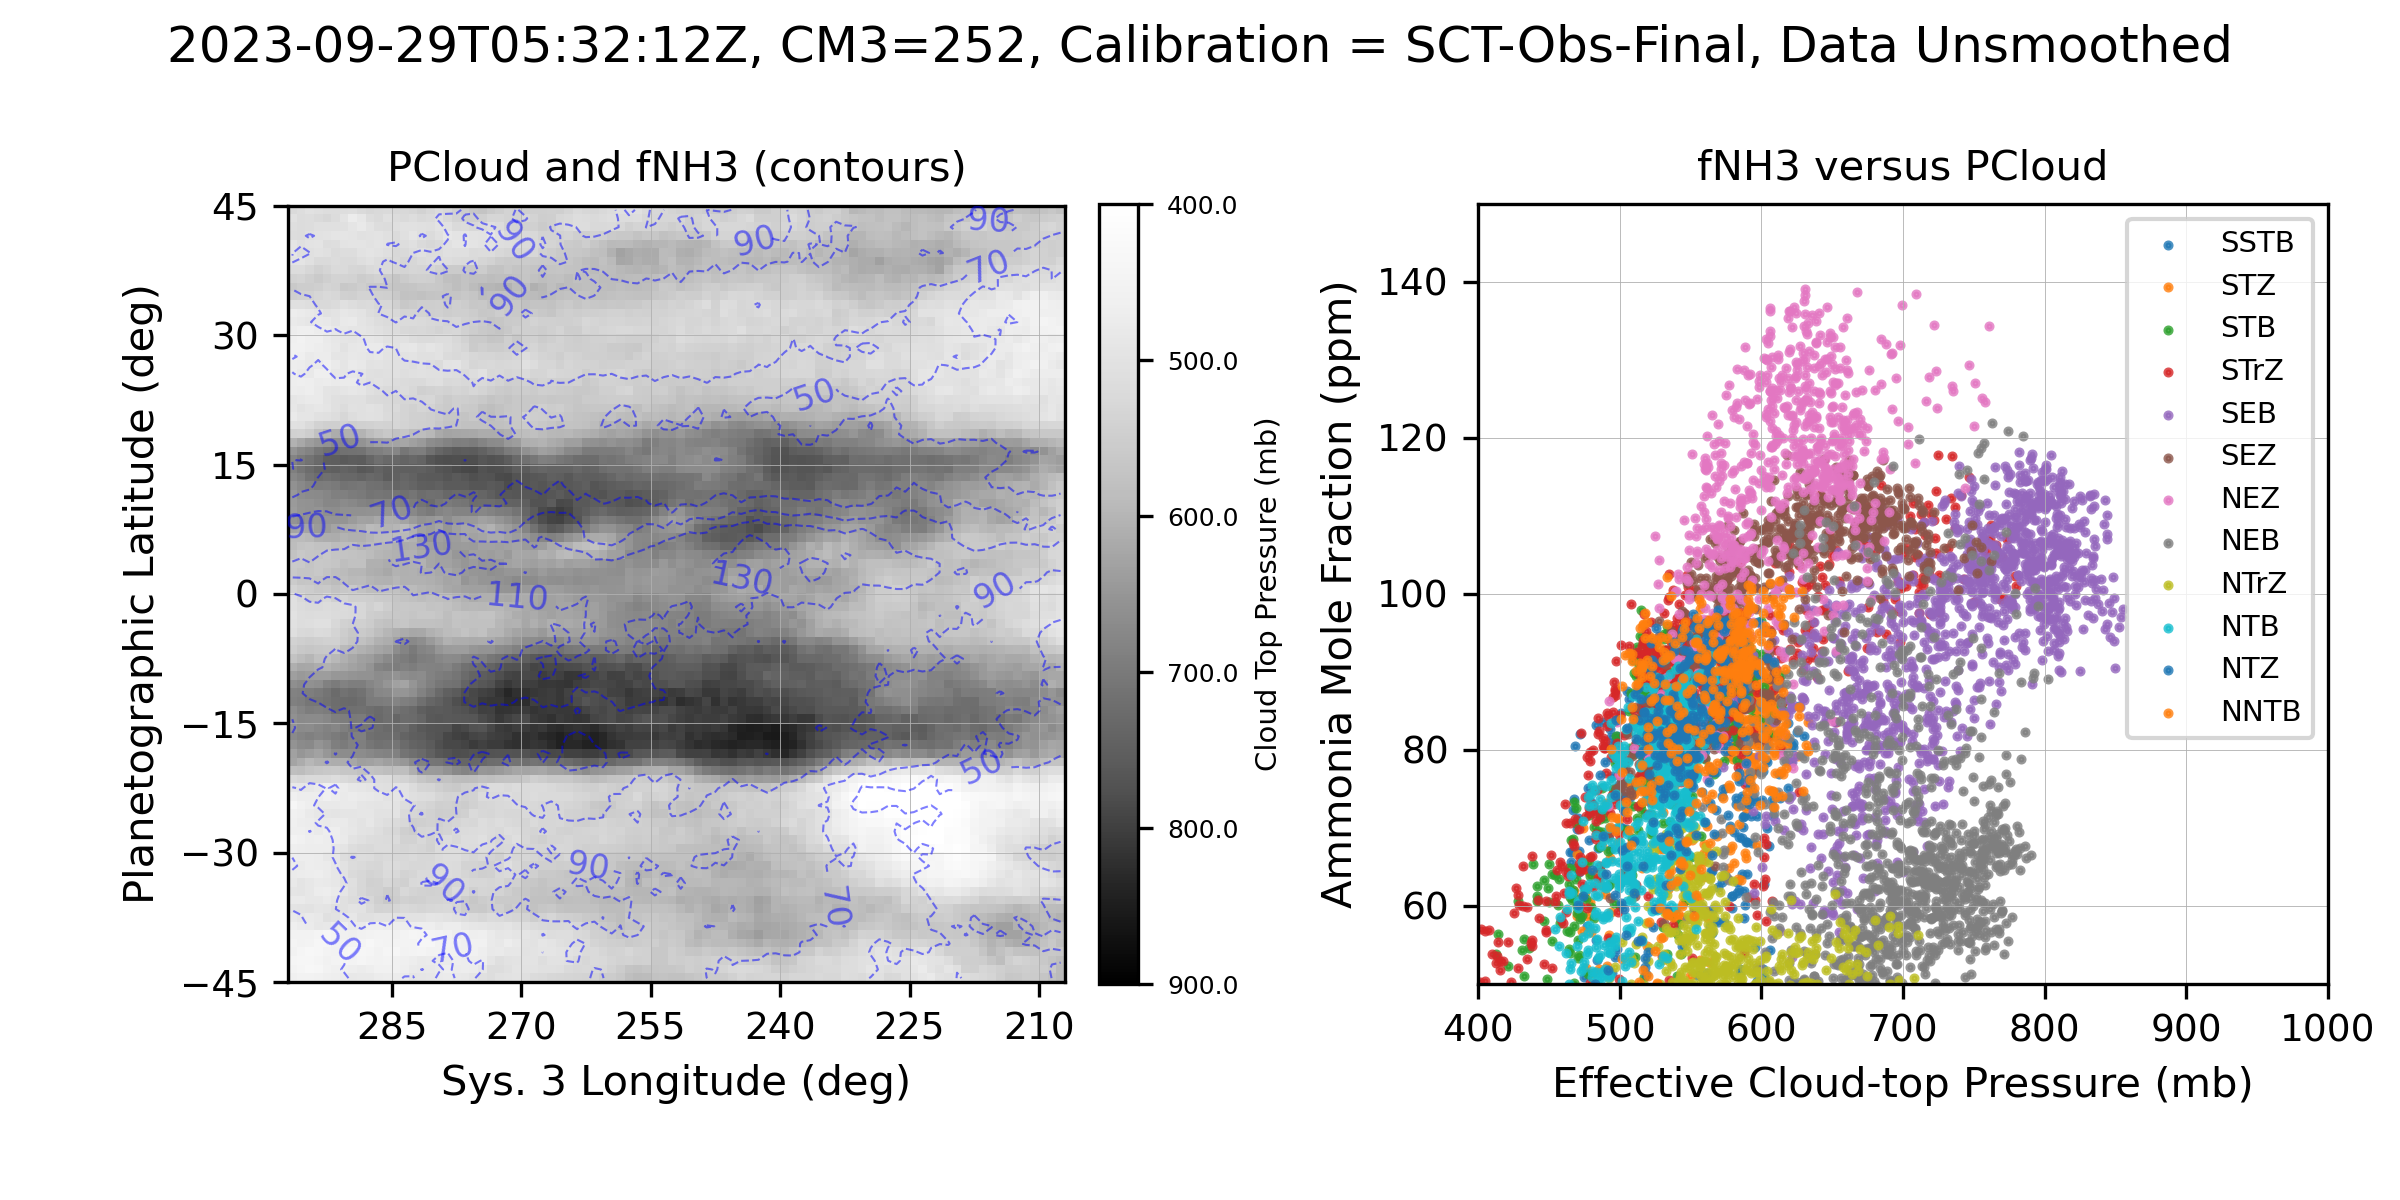 2023-09-29T05:32:12Z, CM3=252, Calibration = SCT-Obs-Final, Data Unsmoothed
PCloud and fNH3 (contours)
Planetographic Latitude (deg)
45
30
15
0
−15
−30
−45
285 270 255 240 225 210
Sys. 3 Longitude (deg)
90
90
90
90
70
50
50
70
90
130
110
130
90
50
90
90
70
50
70
400.0
500.0
600.0
700.0
800.0
900.0
Cloud Top Pressure (mb)
fNH3 versus PCloud
Ammonia Mole Fraction (ppm)
140
120
100
80
60
400 500 600 700 800 900 1000
Effective Cloud-top Pressure (mb)
SSTB
STZ
STB
STrZ
SEB
SEZ
NEZ
NEB
NTrZ
NTB
NTZ
NNTB